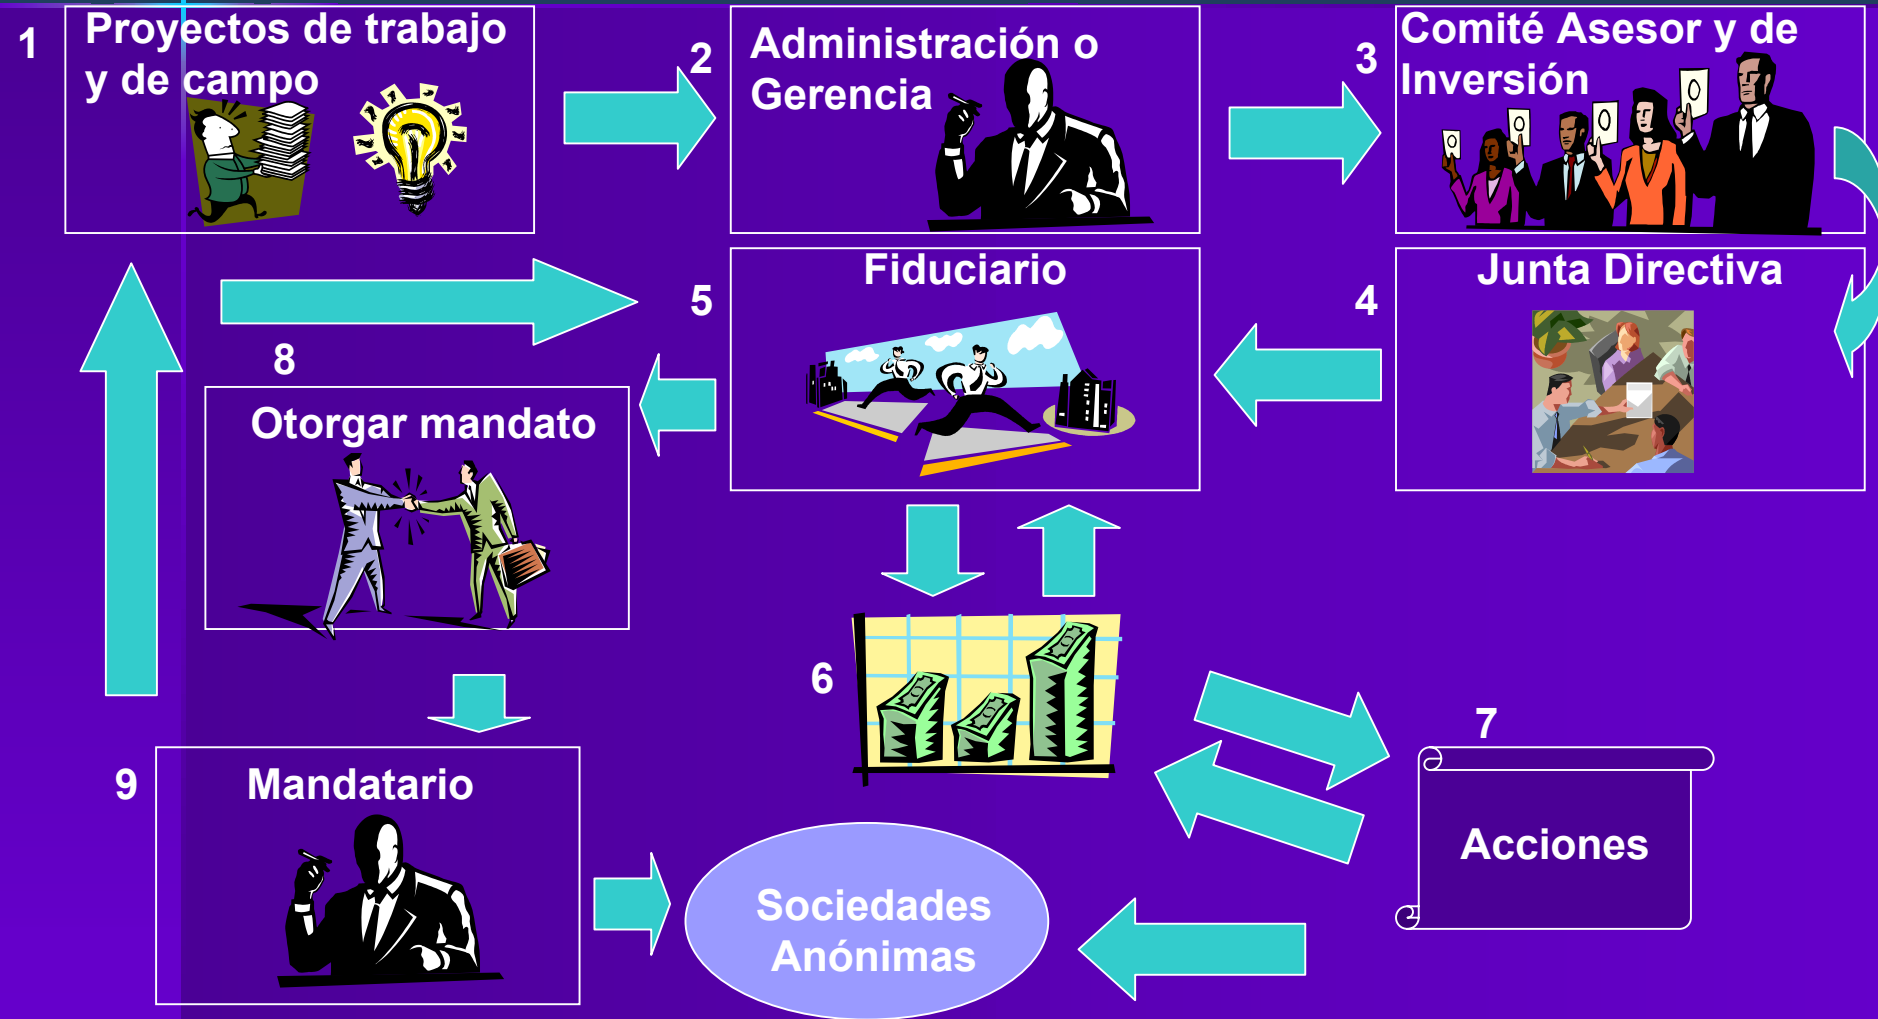 1
Proyectos de trabajo
y de campo
2
Administración o
Gerencia
3
Comité Asesor y de
Inversión
4
Junta Directiva
5
Fiduciario
8
Otorgar mandato
6
7
Acciones
9
Mandatario
Sociedades
Anónimas